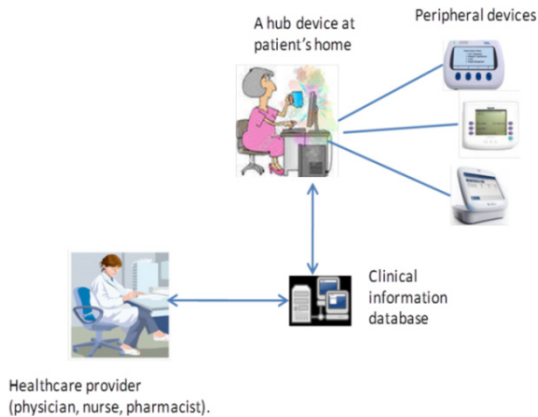 Peripheral devices
A hub device at
patient's home
Clinical
information
database
Healthcare provider
(physician, nurse, pharmacist).